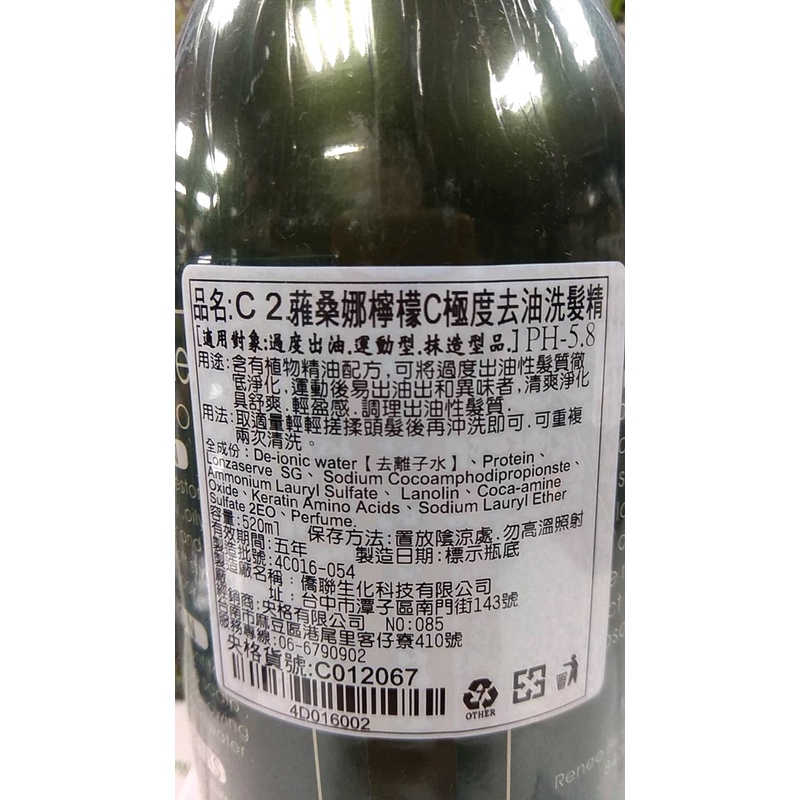 品名:C 2.蕥桑娜檸檬C極度去油洗髮精
[適用對象:過度出油.運動型.抹造型品.] PH-5.8
用途:含有植物精油配方,可將過度出油性髮質徹
底淨化,運動後易出油出和異味者,清爽淨化
具舒爽.輕盈感.調理出油性髮質.
用法:取適量輕輕搓揉頭髮後再沖洗即可.可重複
兩次清洗。
全成份:De-ionic water【去離子水】、Protein、
Lonzaserve SG、Sodium Cocoamphodipropionste、
Ammonium Lauryl Sulfate、Lanolin、Coca-amine
Oxide、Keratin Amino Acids、Sodium Lauryl Ether
Sulfate 2EO、Perfume.
容量:520ml 保存方法:置放陰涼處.勿高溫照射
有效期間:五年 製造日期:標示瓶底
製造批號:4C016-054
製造廠名稱:僑聯生化科技有限公司
廠 址:台中市潭子區南門街143號
經銷商:央格有限公司 NO:085
台南市麻豆區港尾里客仔寮410號
服務專線:06-6790902
央格貨號:C012067
4D016002
7
OTHER
water
Renee